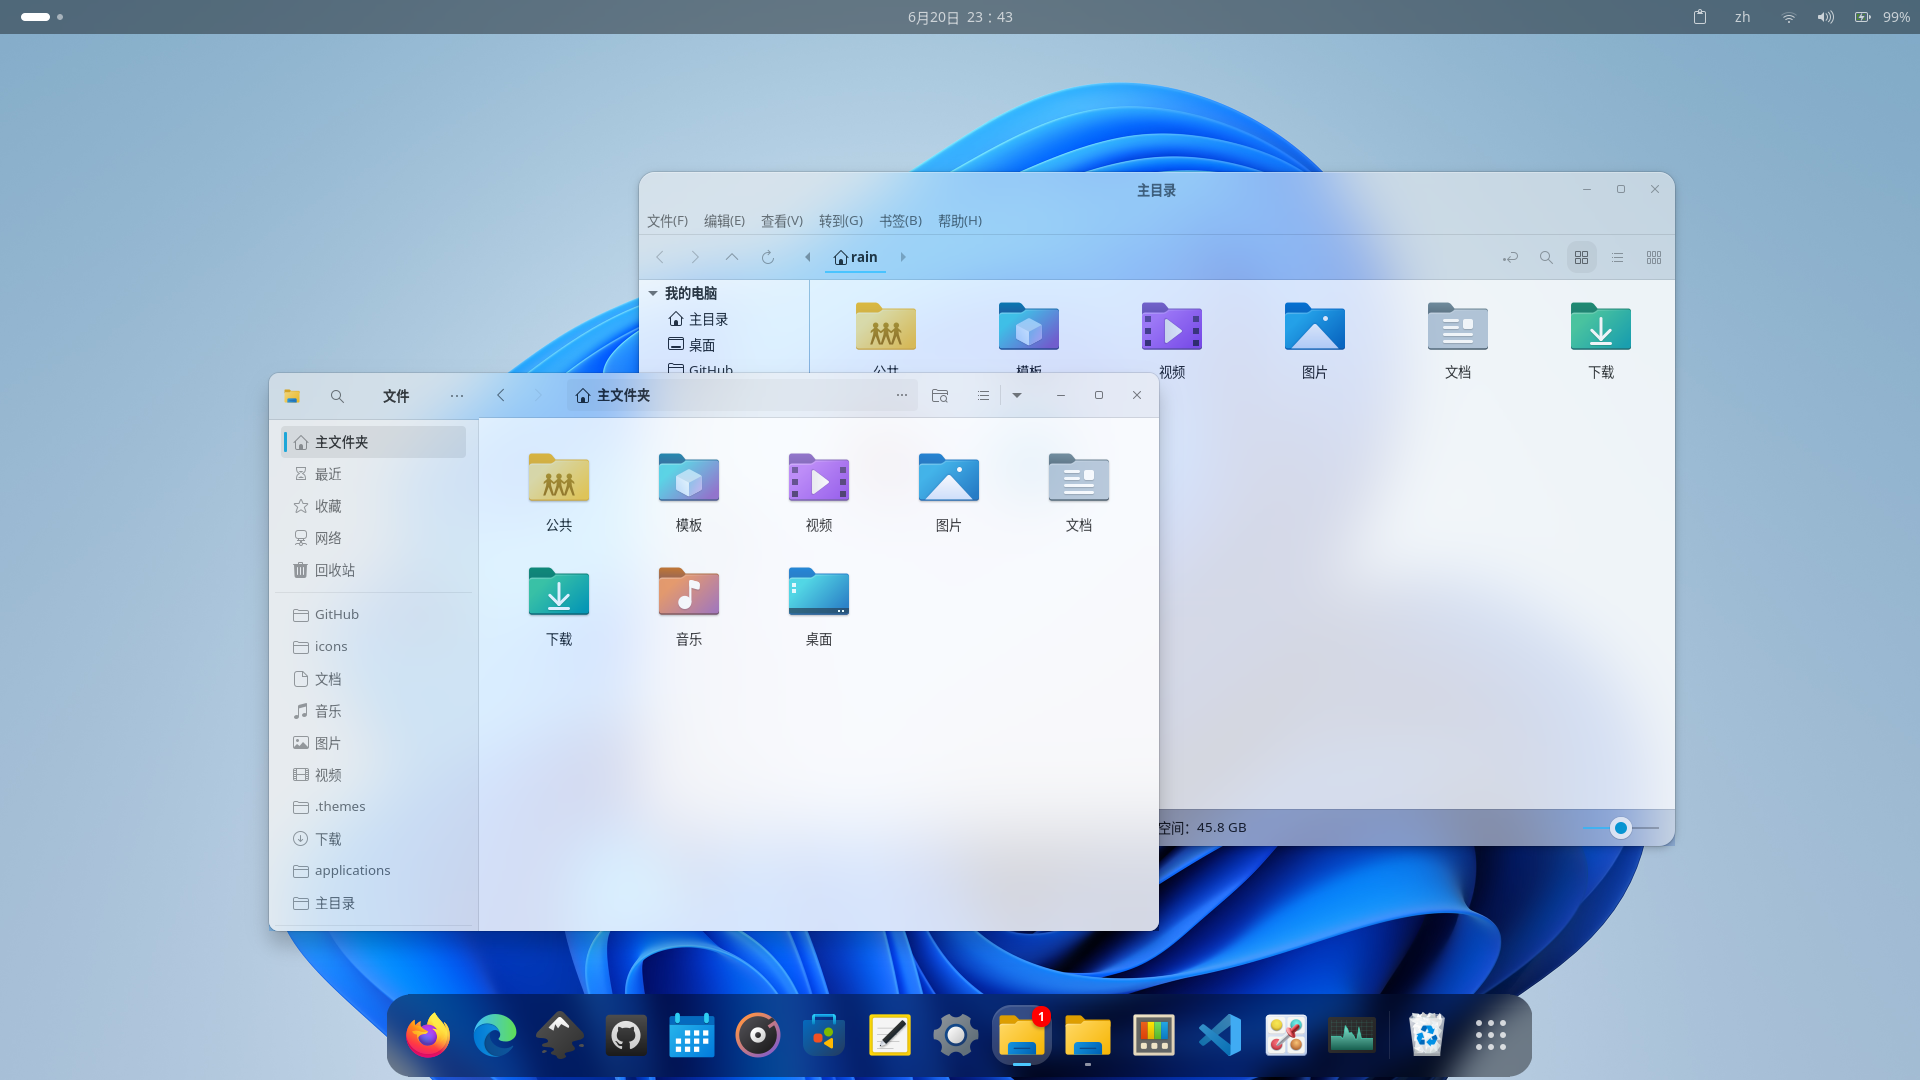 6月20日 23：43
zh
99%
主目录
文件(F) 编辑(E) 查看(V) 转到(G) 书签(B) 帮助(H)
rain
我的电脑
主目录
桌面
GitHub
公共 模板 视频 图片 文档 下载
空间：45.8 GB
文件
主文件夹
主文件夹
最近
收藏
网络
回收站
GitHub
icons
文档
音乐
图片
视频
.themes
下载
applications
主目录
公共 模板 视频 图片 文档
下载 音乐 桌面
1